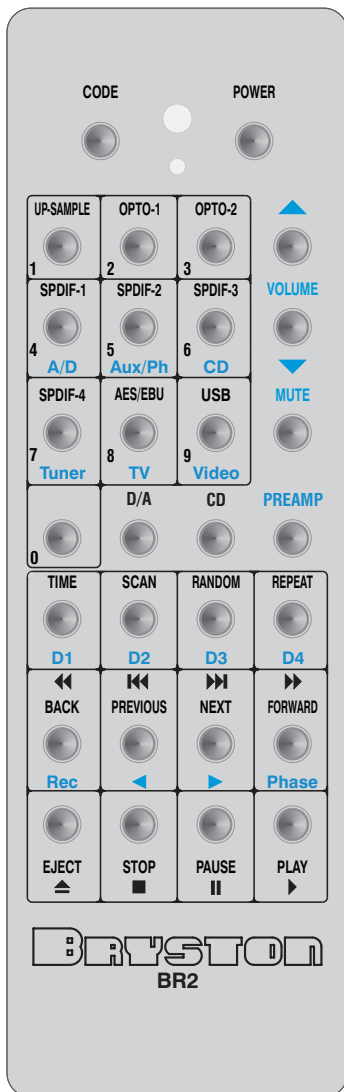 CODE POWER
UP-SAMPLE OPTO-1 OPTO-2
1 2 3
SPDIF-1 SPDIF-2 SPDIF-3 VOLUME
4 5 6
A/D Aux/Ph CD
SPDIF-4 AES/EBU USB MUTE
7 8 9
Tuner TV Video
D/A CD PREAMP
0
TIME SCAN RANDOM REPEAT
D1 D2 D3 D4
BACK PREVIOUS NEXT FORWARD
Rec Phase
EJECT STOP PAUSE PLAY
BRYSTON
BR2